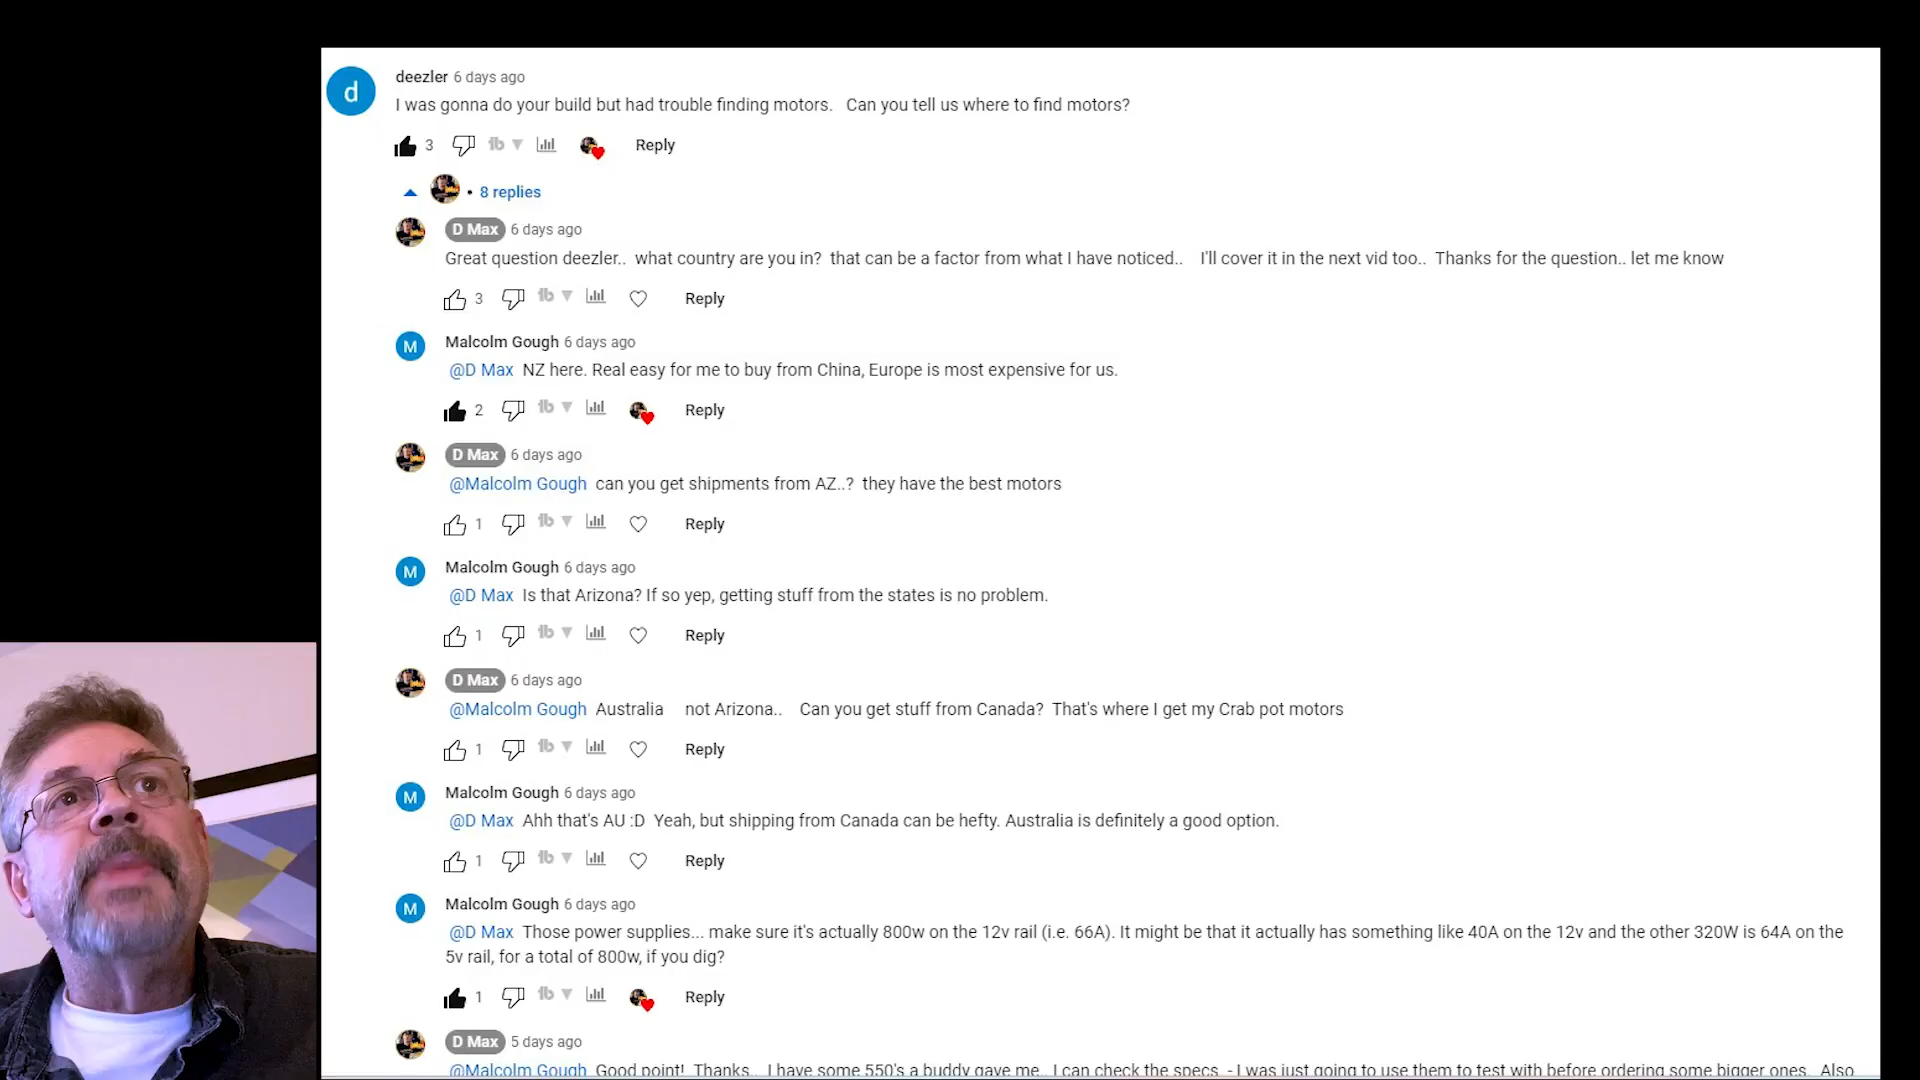 d
deezler 6 days ago
I was gonna do your build but had trouble finding motors. Can you tell us where to find motors?
3 Reply
• 8 replies
D Max 6 days ago
Great question deezler.. what country are you in? that can be a factor from what I have noticed.. I'll cover it in the next vid too.. Thanks for the question.. let me know
3 Reply
M
Malcolm Gough 6 days ago
@D Max NZ here. Real easy for me to buy from China, Europe is most expensive for us.
2 Reply
D Max 6 days ago
@Malcolm Gough can you get shipments from AZ..? they have the best motors
1 Reply
M
Malcolm Gough 6 days ago
@D Max Is that Arizona? If so yep, getting stuff from the states is no problem.
1 Reply
D Max 6 days ago
@Malcolm Gough Australia not Arizona.. Can you get stuff from Canada? That's where I get my Crab pot motors
1 Reply
M
Malcolm Gough 6 days ago
@D Max Ahh that's AU :D Yeah, but shipping from Canada can be hefty. Australia is definitely a good option.
1 Reply
M
Malcolm Gough 6 days ago
@D Max Those power supplies... make sure it's actually 800w on the 12v rail (i.e. 66A). It might be that it actually has something like 40A on the 12v and the other 320W is 64A on the
5v rail, for a total of 800w, if you dig?
1 Reply
D Max 5 days ago
@Malcolm Gough Good point! Thanks.. I have some 550's a buddy gave me.. I can check the specs - I was just going to use them to test with before ordering some bigger ones. Also